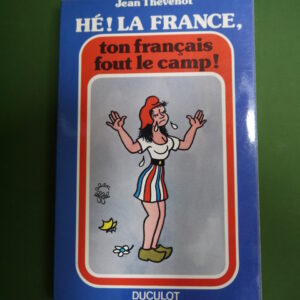 Jean Thévenot
HÉ! LA FRANCE,
ton français
fout le camp!
DUCULOT